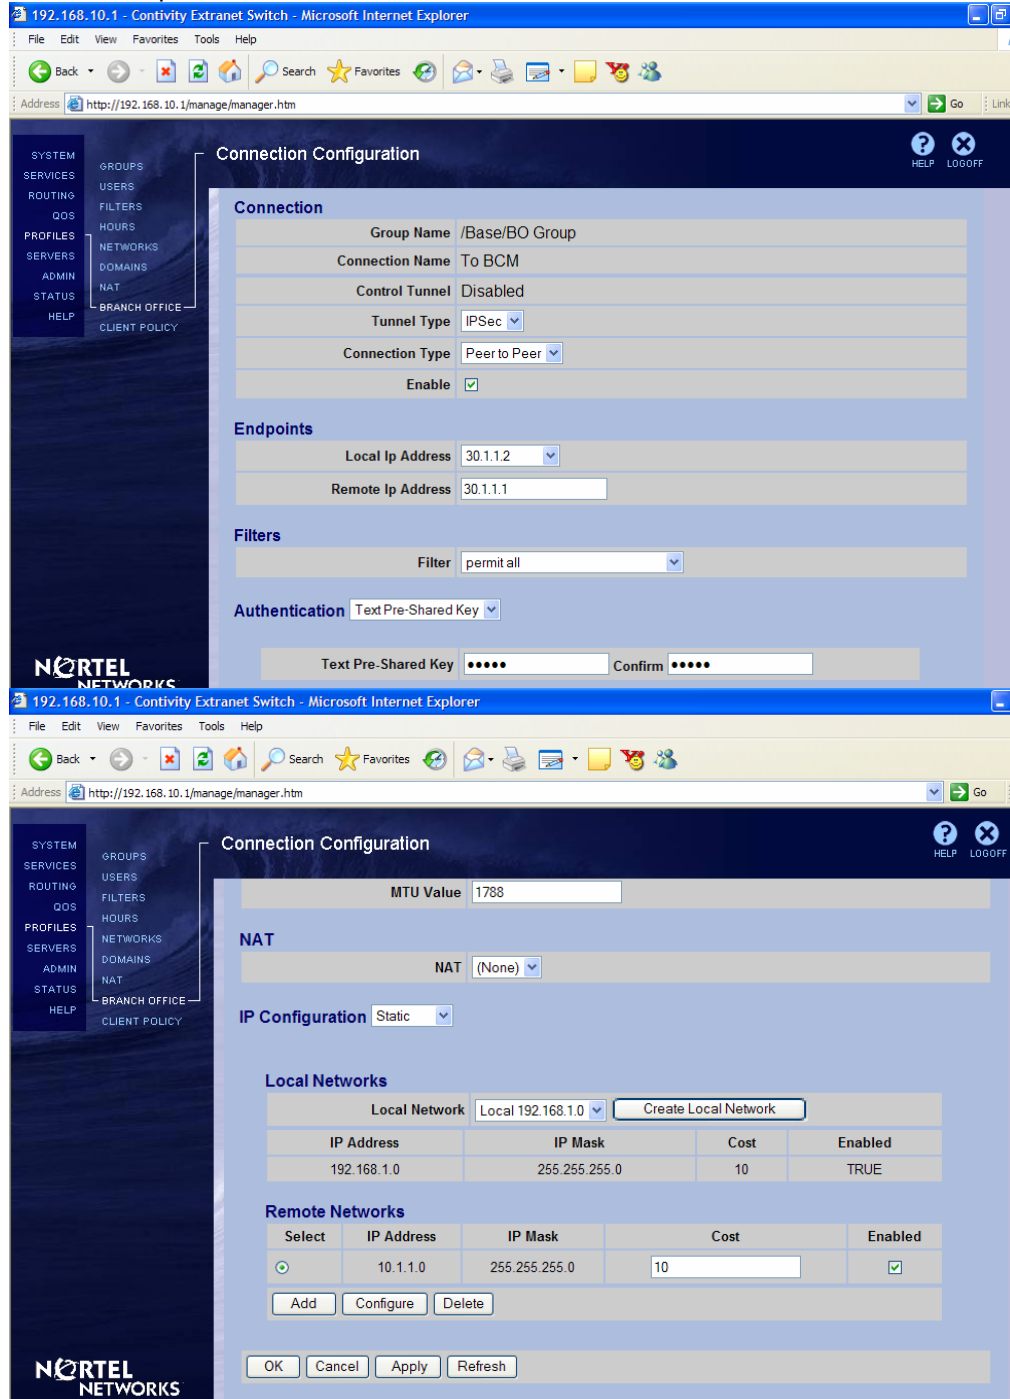 192.168.10.1 - Contivity Extranet Switch - Microsoft Internet Explorer
File Edit View Favorites Tools Help
Back Search Favorites
Address http://192.168.10.1/manage/manager.htm Go Link
SYSTEM
SERVICES
ROUTING
QOS
PROFILES
SERVERS
ADMIN
STATUS
HELP
GROUPS
USERS
FILTERS
HOURS
NETWORKS
DOMAINS
NAT
BRANCH OFFICE
CLIENT POLICY
Connection Configuration
HELP LOGOFF
Connection
Group Name /Base/BO Group
Connection Name To BCM
Control Tunnel Disabled
Tunnel Type IPSec
Connection Type Peer to Peer
Enable
Endpoints
Local Ip Address 30.1.1.2
Remote Ip Address 30.1.1.1
Filters
Filter permit all
Authentication Text Pre-Shared Key
Text Pre-Shared Key ••••• Confirm •••••
NORTEL
NETWORKS
192.168.10.1 - Contivity Extranet Switch - Microsoft Internet Explorer
File Edit View Favorites Tools Help
Back Search Favorites
Address http://192.168.10.1/manage/manager.htm Go
SYSTEM
SERVICES
ROUTING
QOS
PROFILES
SERVERS
ADMIN
STATUS
HELP
GROUPS
USERS
FILTERS
HOURS
NETWORKS
DOMAINS
NAT
BRANCH OFFICE
CLIENT POLICY
Connection Configuration
HELP LOGOFF
MTU Value 1788
NAT
NAT (None)
IP Configuration Static
Local Networks
Local Network Local 192.168.1.0 Create Local Network
IP Address IP Mask Cost Enabled
192.168.1.0 255.255.255.0 10 TRUE
Remote Networks
Select IP Address IP Mask Cost Enabled
10.1.1.0 255.255.255.0 10
Add Configure Delete
OK Cancel Apply Refresh
NORTEL
NETWORKS